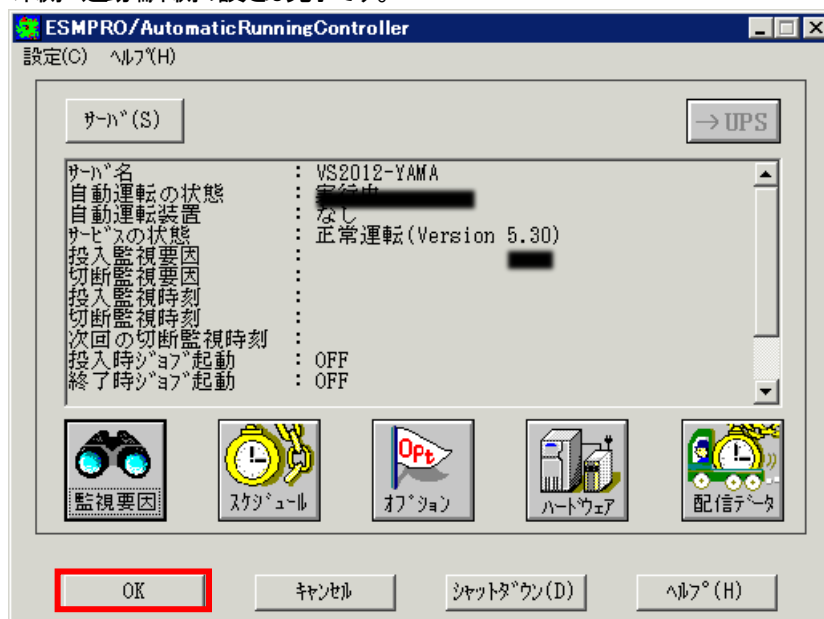 ESMPRO/AutomaticRunningController
設定(C) ﾍﾙﾌﾟ(H)
ｻｰﾊﾞ(S)
→UPS
ｻｰﾊﾞ名 : VS2012-YAMA
自動運転の状態 :
自動運転装置 : なし
ｻｰﾋﾞｽの状態 : 正常運転(Version 5.30)
投入監視要因 :
切断監視要因 :
投入監視時刻 :
切断監視時刻 :
次回の切断監視時刻 :
投入時ｼﾞｮﾌﾞ起動 : OFF
終了時ｼﾞｮﾌﾞ起動 : OFF
監視要因
ｽｹｼﾞｭｰﾙ
Opt
ｵﾌﾟｼｮﾝ
ﾊｰﾄﾞｳｪｱ
配信ﾃﾞｰﾀ
OK
ｷｬﾝｾﾙ
ｼｬｯﾄﾀﾞｳﾝ(D)
ﾍﾙﾌﾟ(H)